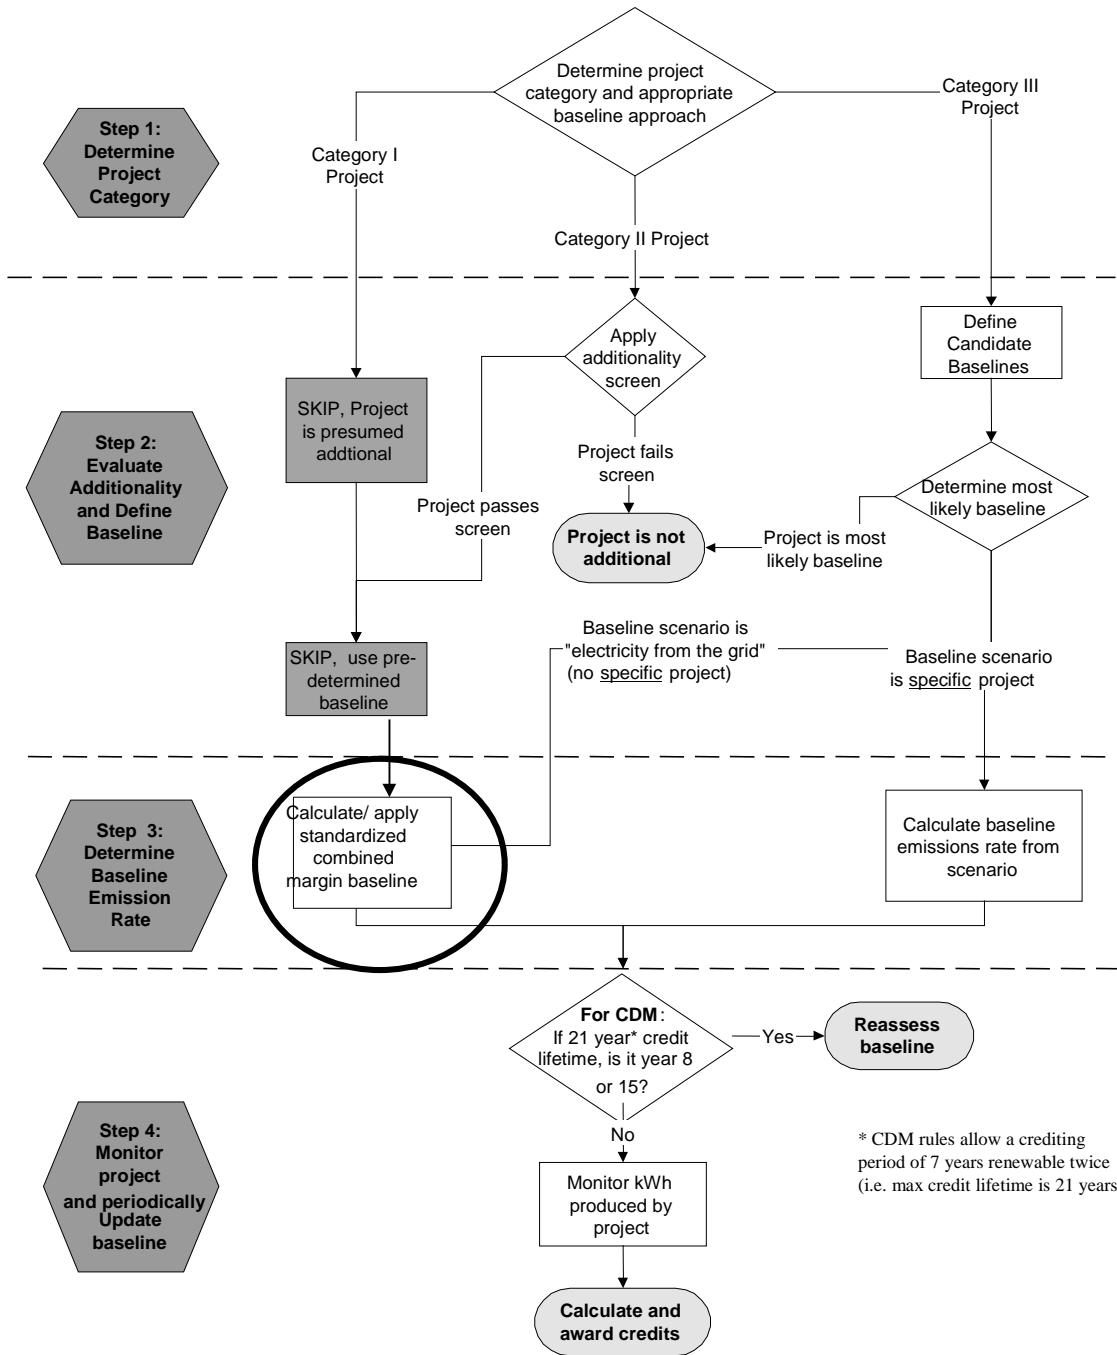 Step 1:
Determine
Project
Category
Determine project
category and appropriate
baseline approach
Category I
Project
Category II Project
Category III
Project
Step 2:
Evaluate
Additionality
and Define
Baseline
SKIP, Project
is presumed
addtional
Apply
additionality
screen
Define
Candidate
Baselines
Project passes
screen
Project fails
screen
Project is not
additional
Determine most
likely baseline
Project is most
likely baseline
SKIP, use pre-
determined
baseline
Baseline scenario is
"electricity from the grid"
(no specific project)
Baseline scenario
is specific project
Step 3:
Determine
Baseline
Emission
Rate
Calculate/ apply
standardized
combined
margin baseline
Calculate baseline
emissions rate from
scenario
Step 4:
Monitor
project
and periodically
Update
baseline
For CDM:
If 21 year* credit
lifetime, is it year 8
or 15?
Yes
Reassess
baseline
No
Monitor kWh
produced by
project
Calculate and
award credits
* CDM rules allow a crediting
period of 7 years renewable twice
(i.e. max credit lifetime is 21 years